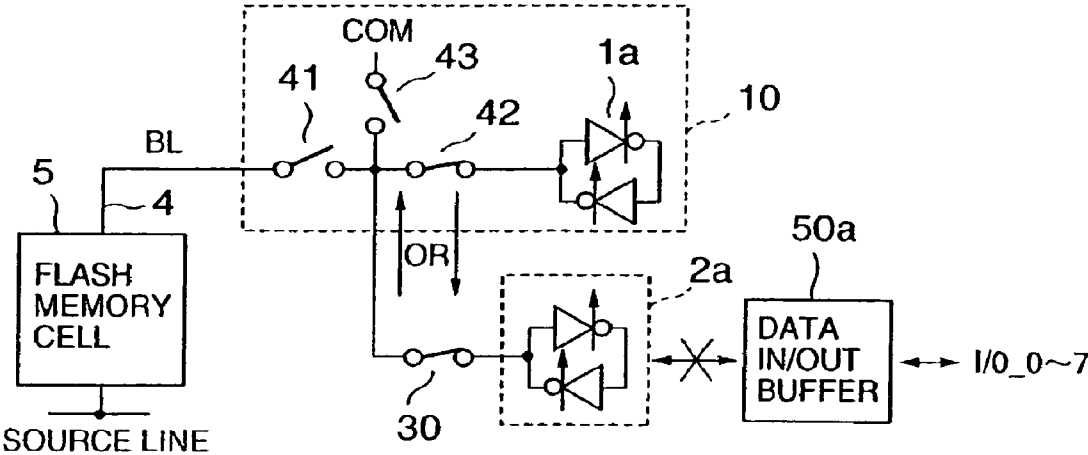 COM
43
1a
41
42
10
BL
5
4
50a
OR
FLASH
MEMORY
CELL
2a
DATA
IN/OUT
BUFFER
I/0_0~7
30
SOURCE LINE